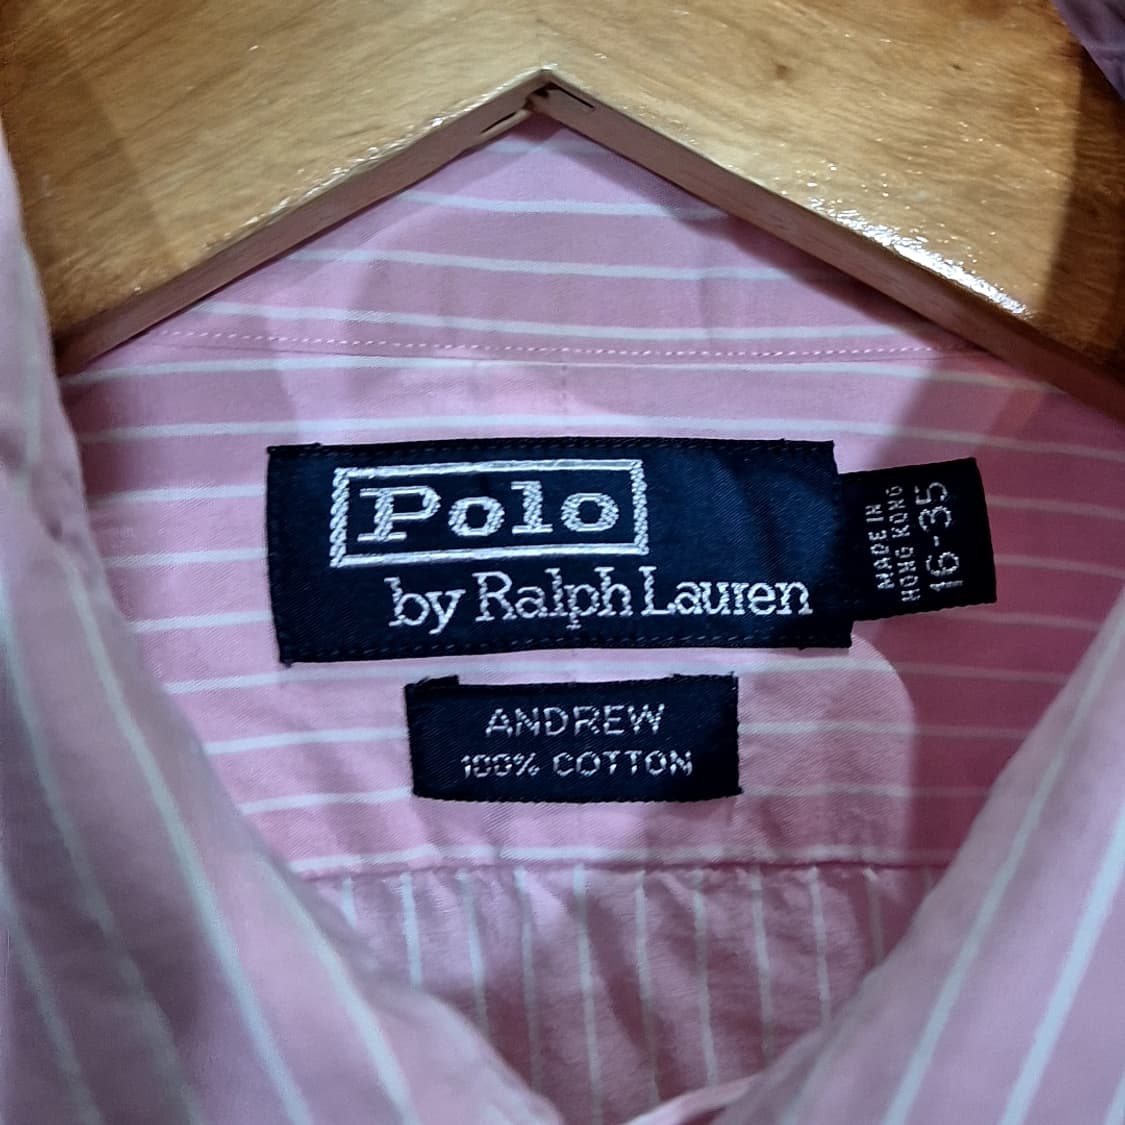 Polo
by Ralph Lauren
MADE IN
HONG KONG
16-35
ANDREW
100% COTTON